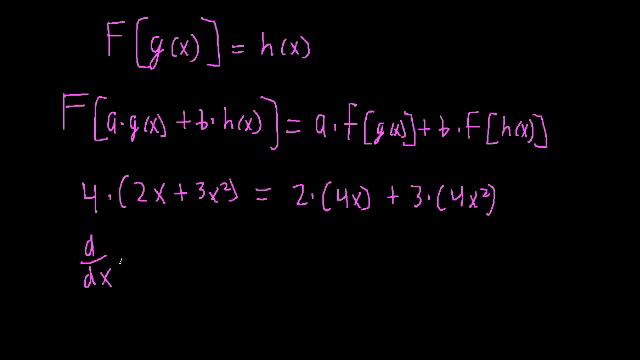 F[g(x)] = h(x)
F[a·g(x) + b·h(x)] = a·f[g(x)] + b·F[h(x)]
4·(2x + 3x²) = 2·(4x) + 3·(4x²)
d/dx